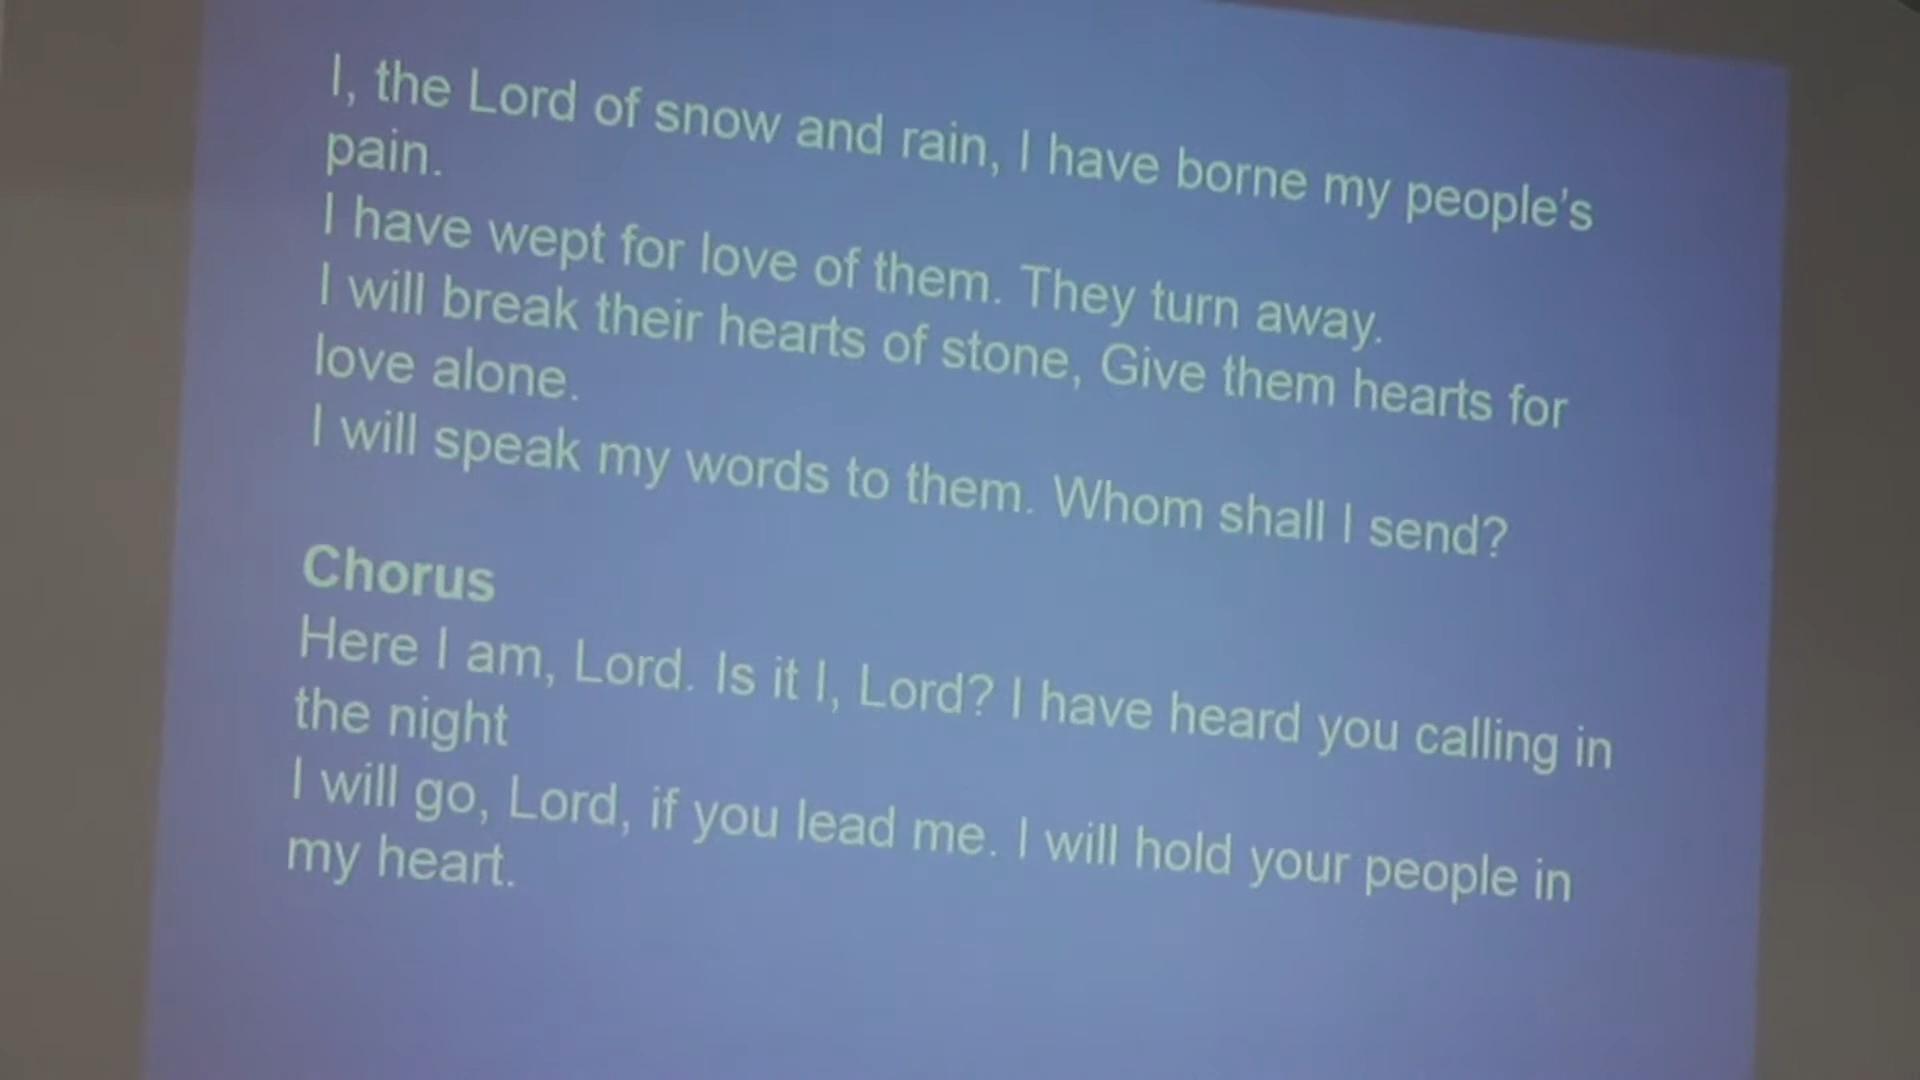 I, the Lord of snow and rain, I have borne my people's
pain.
I have wept for love of them. They turn away.
I will break their hearts of stone, Give them hearts for
love alone.
I will speak my words to them. Whom shall I send?
Chorus
Here I am, Lord. Is it I, Lord? I have heard you calling in
the night
I will go, Lord, if you lead me. I will hold your people in
my heart.